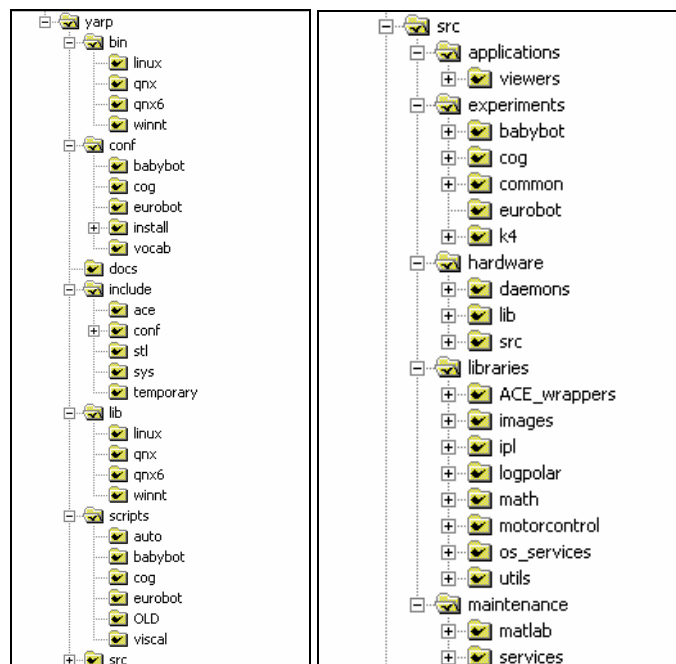 yarp
bin
linux
qnx
qnx6
winnt
conf
babybot
cog
eurobot
install
vocab
docs
include
ace
conf
stl
sys
temporary
lib
linux
qnx
qnx6
winnt
scripts
auto
babybot
cog
eurobot
OLD
viscal
src
src
applications
viewers
experiments
babybot
cog
common
eurobot
k4
hardware
daemons
lib
src
libraries
ACE_wrappers
images
ipl
logpolar
math
motorcontrol
os_services
utils
maintenance
matlab
services